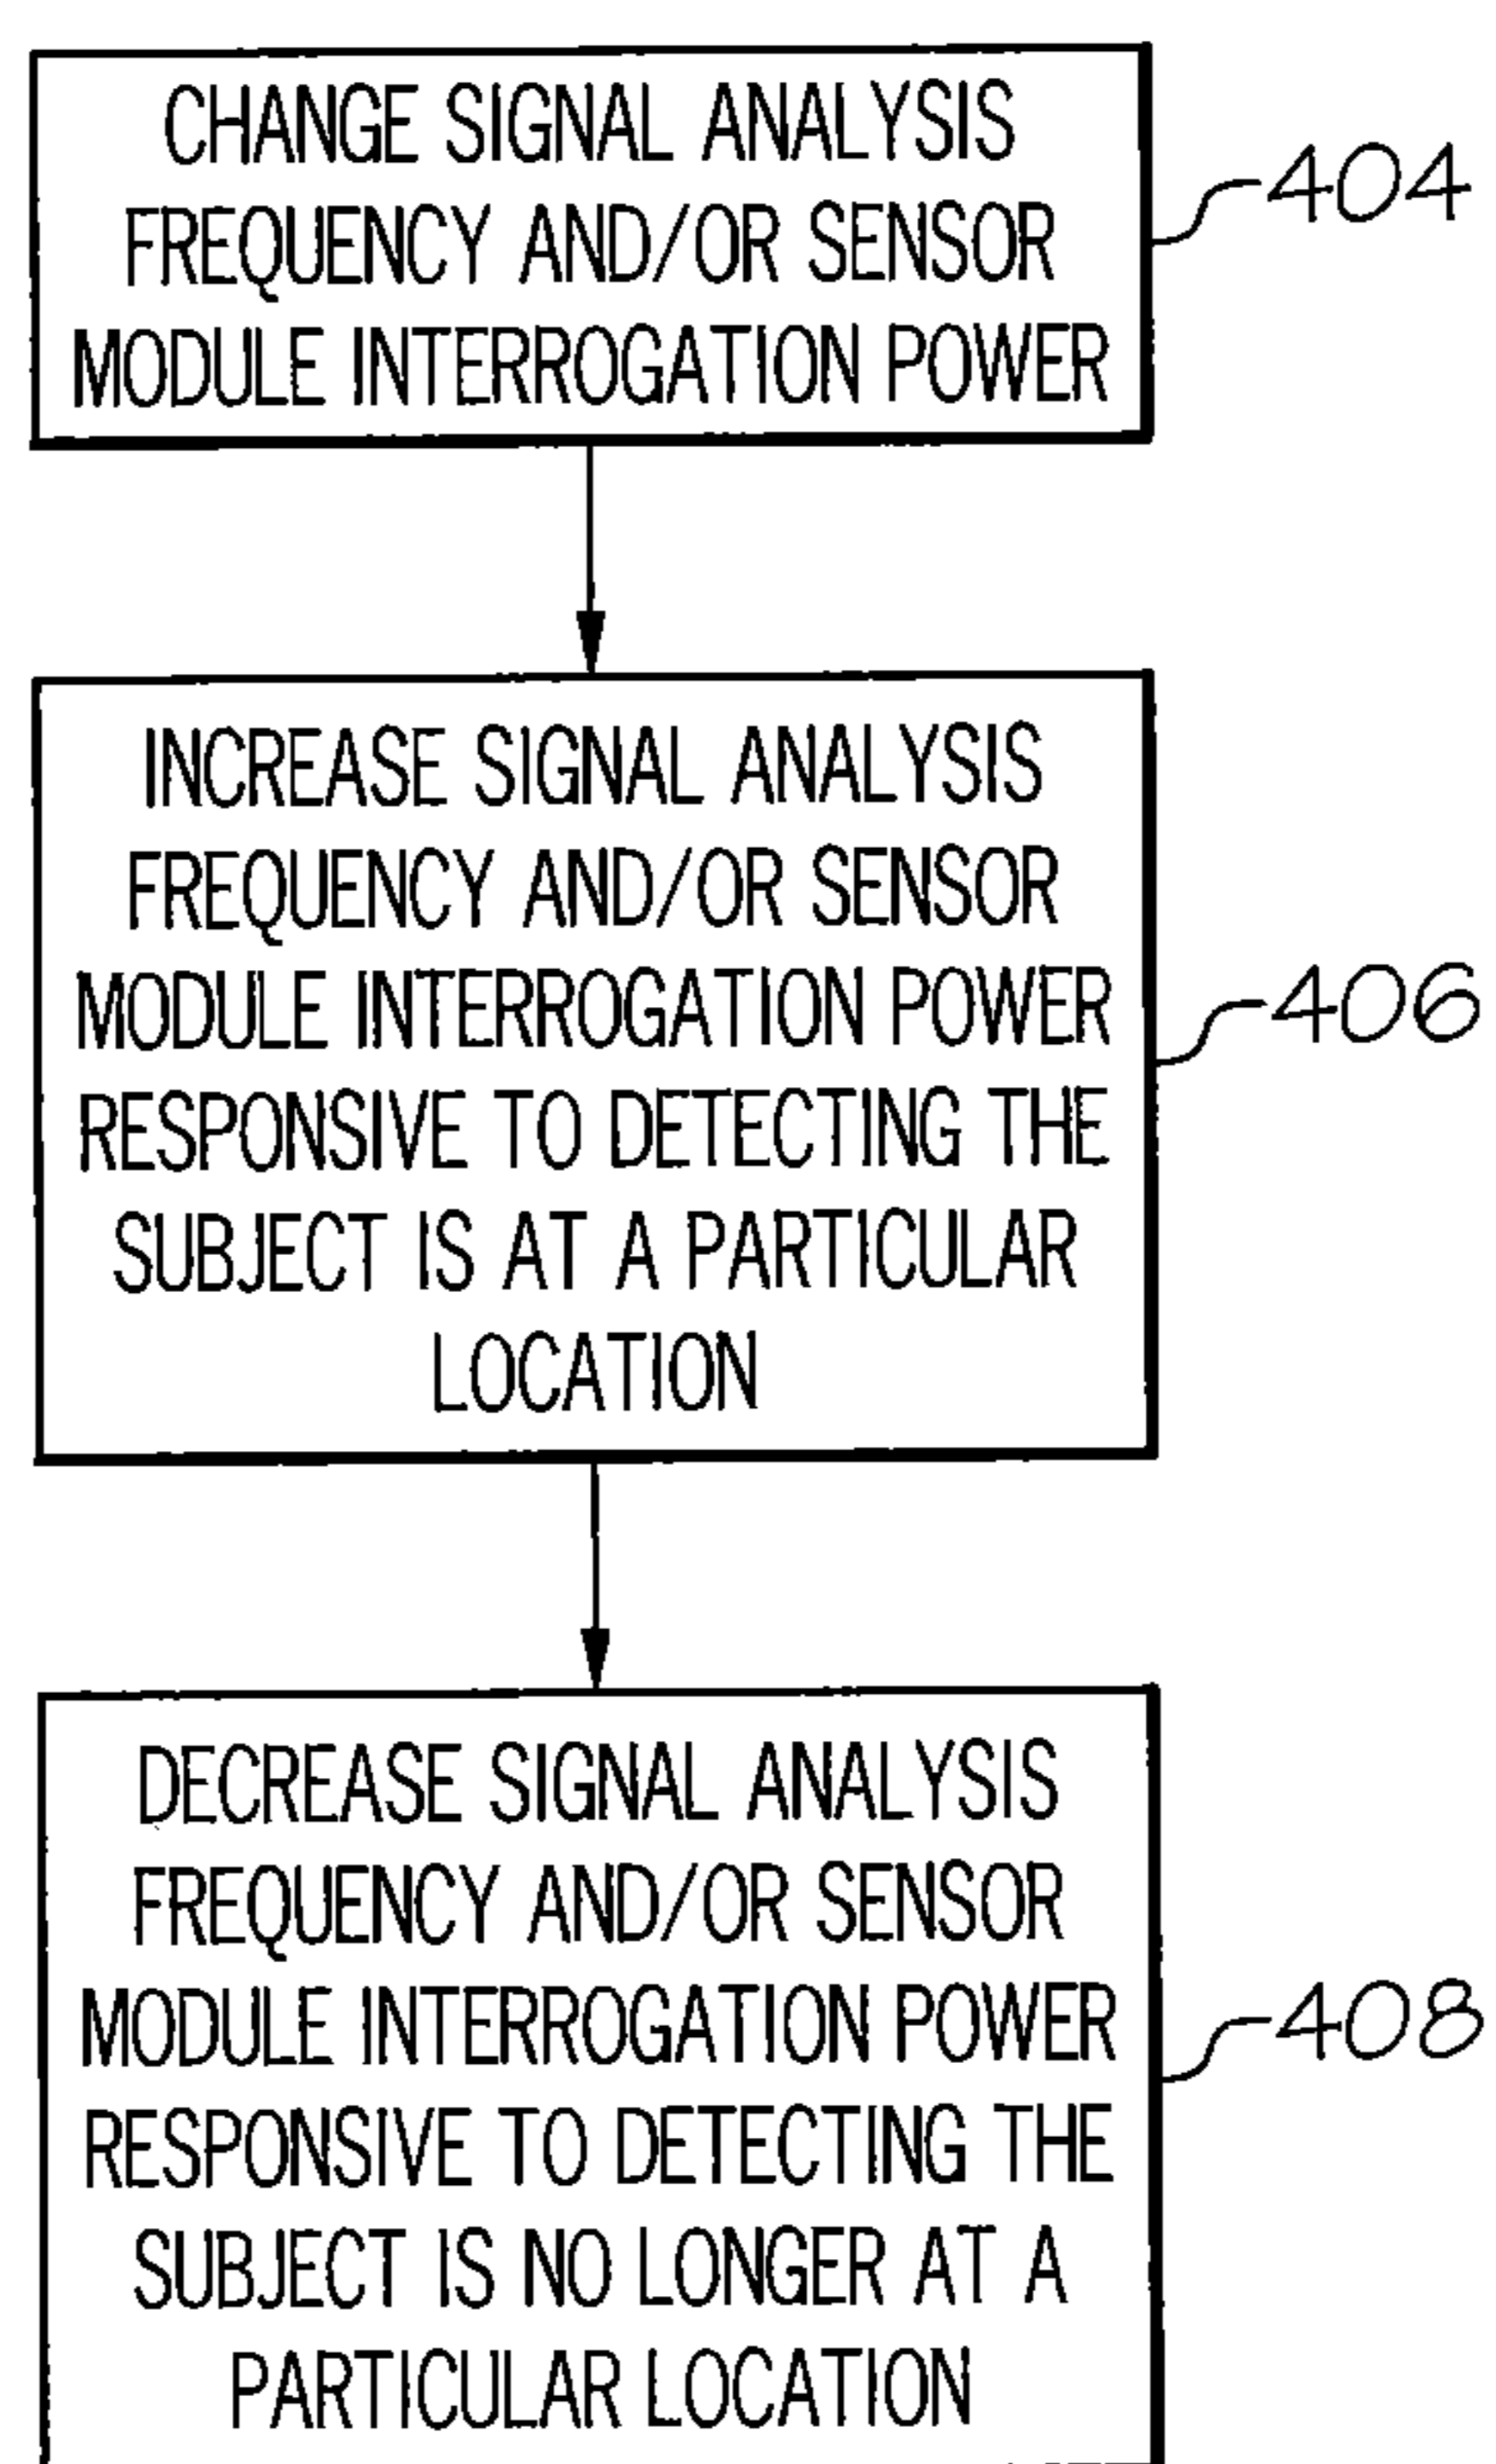 CHANGE SIGNAL ANALYSIS
FREQUENCY AND/OR SENSOR
MODULE INTERROGATION POWER
404
INCREASE SIGNAL ANALYSIS
FREQUENCY AND/OR SENSOR
MODULE INTERROGATION POWER
RESPONSIVE TO DETECTING THE
SUBJECT IS AT A PARTICULAR
LOCATION
406
DECREASE SIGNAL ANALYSIS
FREQUENCY AND/OR SENSOR
MODULE INTERROGATION POWER
RESPONSIVE TO DETECTING THE
SUBJECT IS NO LONGER AT A
PARTICULAR LOCATION
408